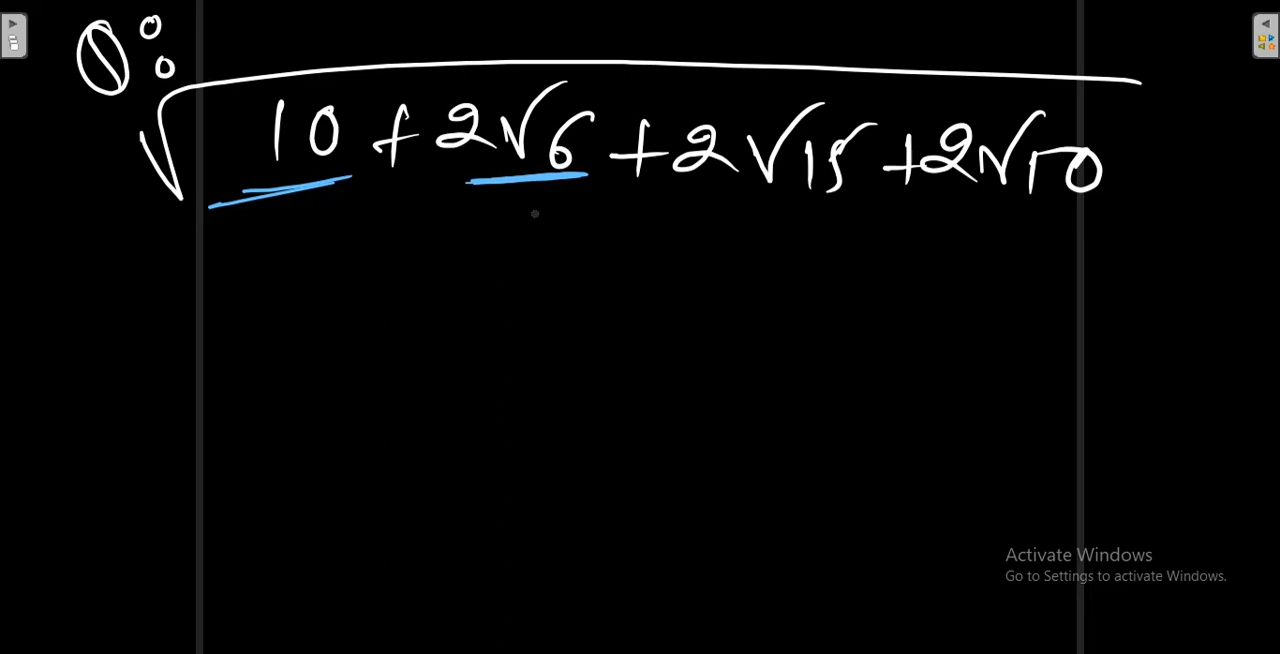 Q:
√10 + 2√6 + 2√15 + 2√10
Activate Windows
Go to Settings to activate Windows.